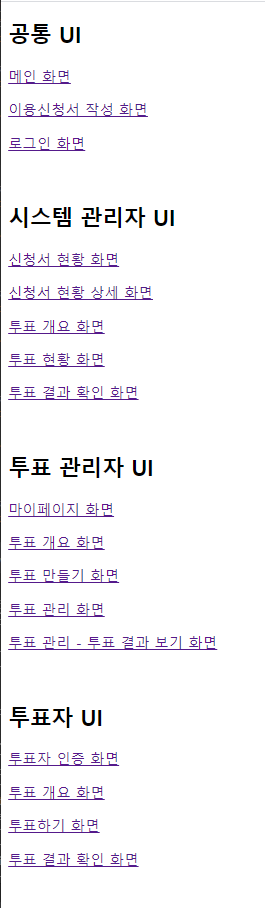 공통 UI
메인 화면
이용신청서 작성 화면
로그인 화면
시스템 관리자 UI
신청서 현황 화면
신청서 현황 상세 화면
투표 개요 화면
투표 현황 화면
투표 결과 확인 화면
투표 관리자 UI
마이페이지 화면
투표 개요 화면
투표 만들기 화면
투표 관리 화면
투표 관리 - 투표 결과 보기 화면
투표자 UI
투표자 인증 화면
투표 개요 화면
투표하기 화면
투표 결과 확인 화면